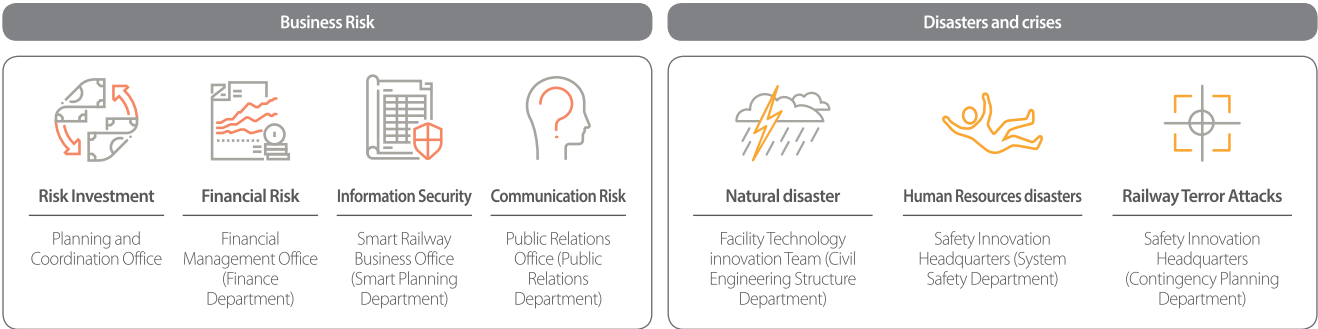 Business Risk
Risk Investment
Planning and
Coordination Office
Financial Risk
Financial
Management Office
(Finance
Department)
Information Security
Smart Railway
Business Office
(Smart Planning
Department)
Communication Risk
Public Relations
Office (Public
Relations
Department)
Disasters and crises
Natural disaster
Facility Technology
innovation Team (Civil
Engineering Structure
Department)
Human Resources disasters
Safety Innovation
Headquarters (System
Safety Department)
Railway Terror Attacks
Safety Innovation
Headquarters
(Contingency Planning
Department)